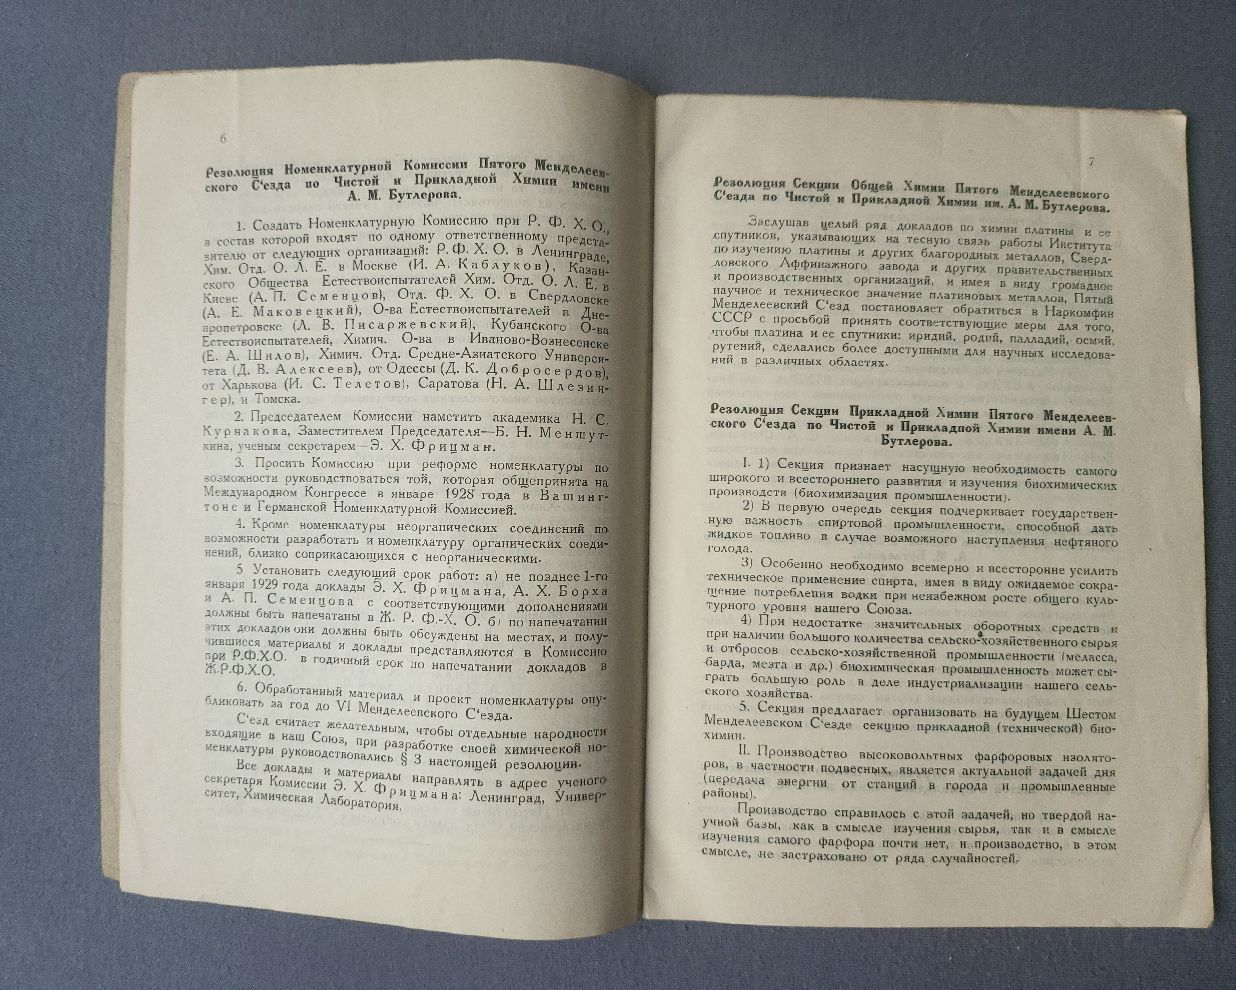 6
Резолюция Номенклатурной Комиссии Пятого Менделеев-
ского С‘езда по Чистой и Прикладной Химии имени
А. М. Бутлерова.
1. Создать Номенклатурную Комиссию при Р. Ф. Х. О.,
в состав которой входят по одному ответственному предста-
вителю от следующих организаций: Р. Ф. Х. О. в Ленинграде,
Хим. Отд. О. Л. Е. в Москве (И. А. Каблуков), Казан-
ского Общества Естествоиспытателей Хим. Отд. О. Л. Е. в
Киеве (А. П. Семенцов), Отд. Ф. Х. О. в Свердловске
(А. Е. Маковецкий), О-ва Естествоиспытателей в Дне-
пропетровске (Л. В. Писаржевский), Кубанского О-ва
Естествоиспытателей, Химич. О-ва в Иваново-Вознесенске
(Е. А. Шилов), Химич. Отд. Средне-Азиатского Универси-
тета (Д. В. Алексеев), от Одессы (Д. К. Добросердов),
от Харькова (И. С. Телетов), Саратова (Н. А. Шлезин-
гер), и Томска.
2. Председателем Комиссии наметить академика Н. С.
Курнакова, Заместителем Председателя—Б. Н. Меншут-
кина, ученым секретарем—Э. Х. Фрицман.
3. Просить Комиссию при реформе номенклатуры по
возможности руководствоваться той, которая общепринята на
Международном Конгрессе в январе 1928 года в Вашинг-
тоне и Германской Номенклатурной Комиссией.
4. Кроме номенклатуры неорганических соединений по
возможности разработать и номенклатуру органических соеди-
нений, близко соприкасающихся с неорганическими.
5 Установить следующий срок работ: а) не позднее 1-го
января 1929 года доклады Э. Х. Фрицмана, А. Х. Борха
и А. П. Семенцова с соответствующими дополнениями
должны быть напечатаны в Ж. Р. Ф.-Х. О. б) по напечатании
этих докладов они должны быть обсуждены на местах, и полу-
чившиеся материалы и доклады представляются в Комиссию
при Р.Ф.Х.О. в годичный срок по напечатании докладов в
Ж.Р.Ф.Х.О.
6. Обработанный материал и проект номенклатуры опу-
бликовать за год до VI Менделеевского С‘езда.
С‘езд считает желательным, чтобы отдельные народности
входящие в наш Союз, при разработке своей химической но-
менклатуры руководствовались § 3 настоящей резолюции.
Все доклады и материалы направлять в адрес ученого
секретаря Комиссии Э. Х. Фрицмана: Ленинград, Универ-
ситет, Химическая Лаборатория.
7
Резолюция Секции Общей Химии Пятого Менделеевского
С‘езда по Чистой и Прикладной Химии им. А. М. Бутлерова.
Заслушав целый ряд докладов по химии платины и ее
спутников, указывающих на тесную связь работы Института
по изучению платины и других благородных металлов, Сверд-
ловского Аффинажного завода и других правительственных
и производственных организаций, и имея в виду громадное
научное и техническое значение платиновых металлов, Пятый
Менделеевский С‘езд постановляет обратиться в Наркомфин
СССР с просьбой принять соответствующие меры для того,
чтобы платина и ее спутники: иридий, родий, палладий, осмий,
рутений, сделались более доступными для научных исследова-
ний в различных областях.
Резолюция Секции Прикладной Химии Пятого Менделеев-
ского С‘езда по Чистой и Прикладной Химии имени А. М.
Бутлерова.
I. 1) Секция признает насущную необходимость самого
широкого и всестороннего развития и изучения биохимических
производств (биохимизация промышленности).
2) В первую очередь секция подчеркивает государствен-
ную важность спиртовой промышленности, способной дать
жидкое топливо в случае возможного наступления нефтяного
голода.
3) Особенно необходимо всемерно и всесторонне усилить
техническое применение спирта, имея в виду ожидаемое сокра-
щение потребления водки при неизбежном росте общего куль-
турного уровня нашего Союза.
4) При недостатке значительных оборотных средств и
при наличии большого количества сельско-хозяйственного сырья
и отбросов сельско-хозяйственной промышленности (меласса,
барда, мезга и др.) биохимическая промышленность может сы-
грать большую роль в деле индустриализации нашего сель-
ского хозяйства.
5. Секция предлагает организовать на будущем Шестом
Менделеевском С‘езде секцию прикладной (технической) био-
химии.
II. Производство высоковольтных фарфоровых изолято-
ров, в частности подвесных, является актуальной задачей дня
(передача энергии от станций в города и промышленные
районы).
Производство справилось с этой задачей, но твердой на-
учной базы, как в смысле изучения сырья, так и в смысле
изучения самого фарфора почти нет, и производство, в этом
смысле, не застраховано от ряда случайностей.